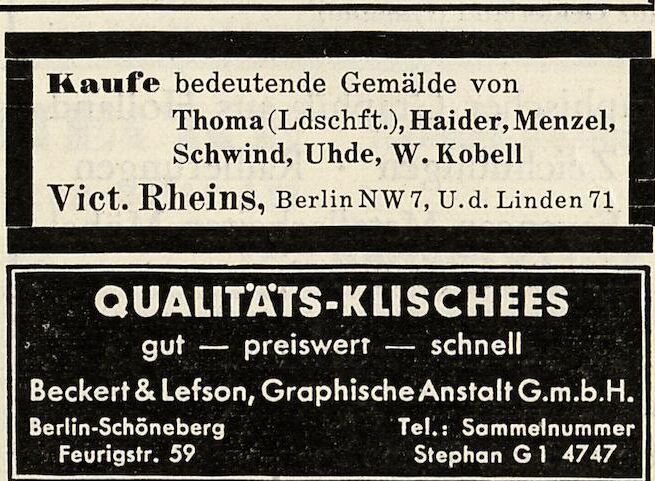 Kaufe bedeutende Gemälde von
Thoma (Ldschft.), Haider, Menzel,
Schwind, Uhde, W. Kobell
Vict. Rheins, Berlin NW 7, U. d. Linden 71
QUALITÄTS-KLISCHEES
gut — preiswert — schnell
Beckert & Lefson, Graphische Anstalt G.m.b.H.
Berlin-Schöneberg
Feurigstr. 59
Tel.: Sammelnummer
Stephan G 1 4747